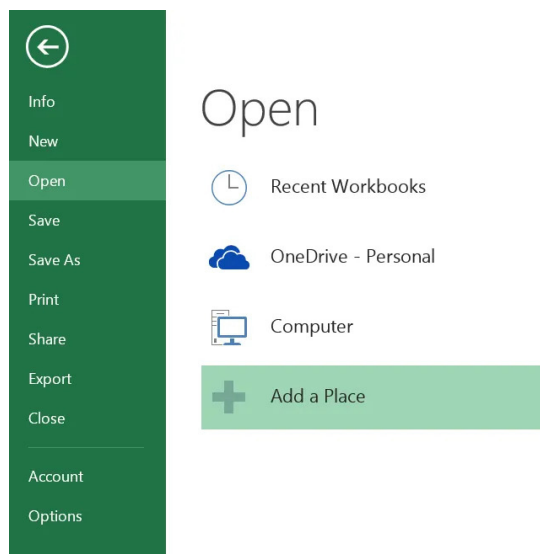 Info
New
Open
Save
Save As
Print
Share
Export
Close
Account
Options
Open
Recent Workbooks
OneDrive - Personal
Computer
Add a Place